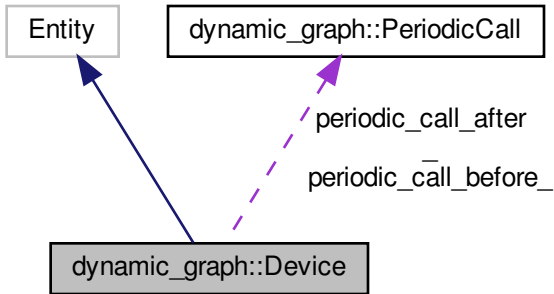 Entity
dynamic_graph::PeriodicCall
periodic_call_after
_
periodic_call_before_
dynamic_graph::Device